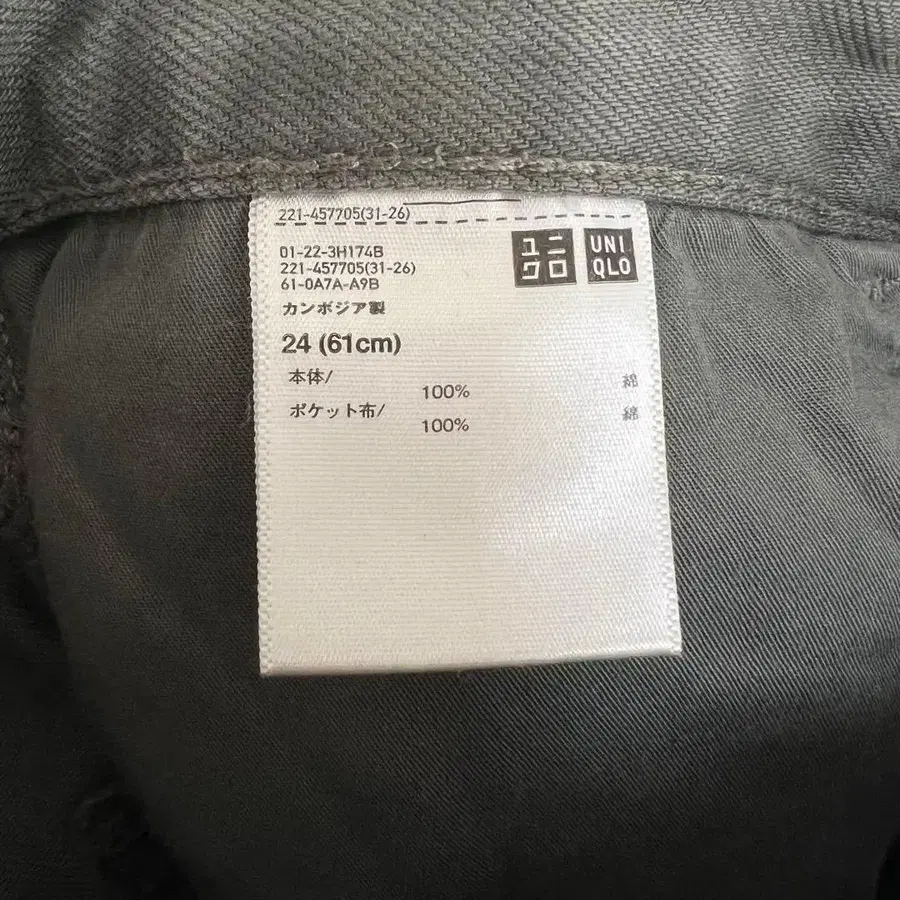 221-457705(31-26)
ユニ
クロ
UNI
QLO
01-22-3H174B
221-457705(31-26)
61-0A7A-A9B
カンボジア製
24 (61cm)
本体/
100% 綿
ポケット布/
100% 綿